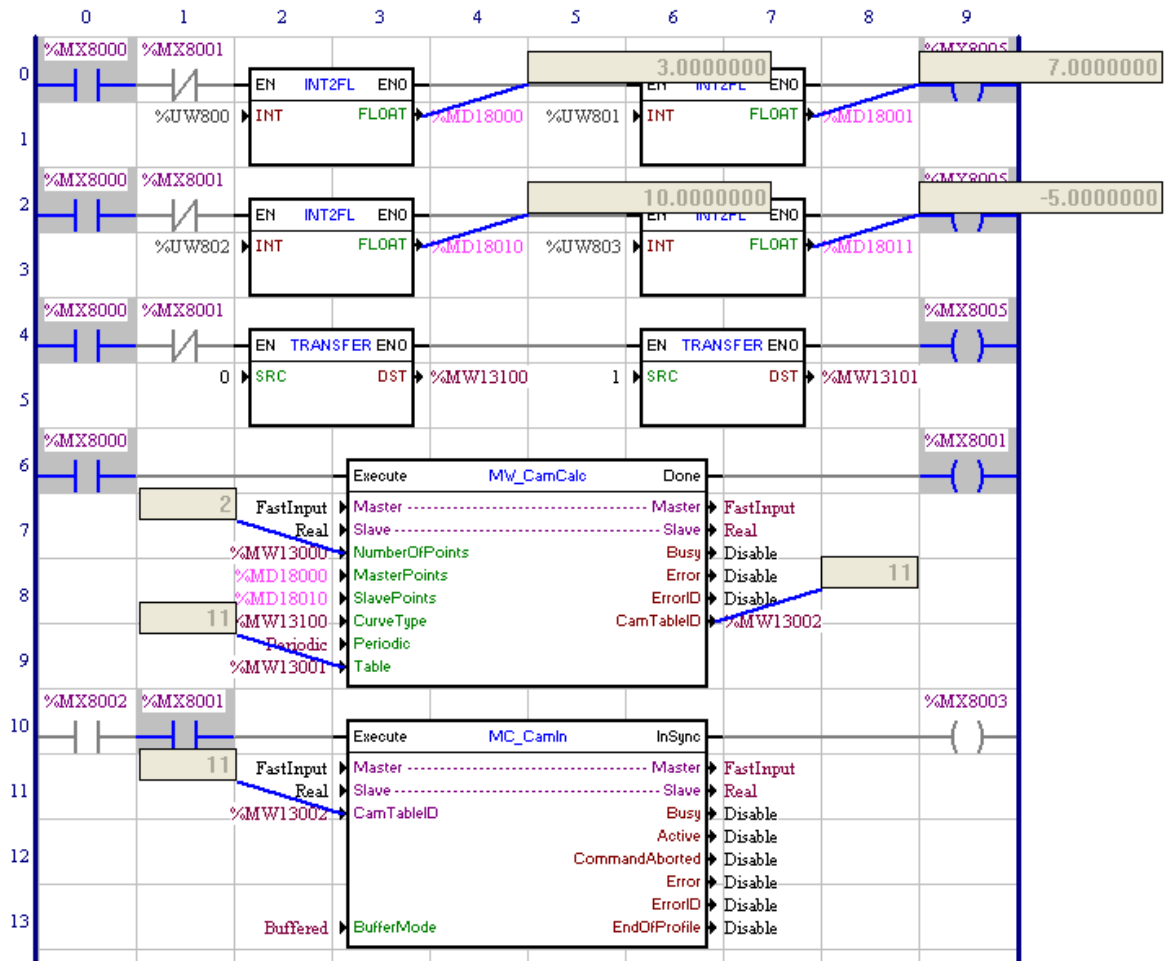 0 1 2 3 4 5 6 7 8 9
%MX8000 %MX8001 %MX8005
0 EN INT2FL ENO 3.0000000 EN INT2FL ENO 7.0000000
%UW800 INT FLOAT %MD18000 %UW801 INT FLOAT %MD18001
1
%MX8000 %MX8001 %MX8005
2 EN INT2FL ENO 10.0000000 EN INT2FL ENO -5.0000000
%UW802 INT FLOAT %MD18010 %UW803 INT FLOAT %MD18011
3
%MX8000 %MX8001 %MX8005
4 EN TRANSFER ENO EN TRANSFER ENO
0 SRC DST %MW13100 1 SRC DST %MW13101
5
%MX8000 %MX8001
6 Execute MW_CamCalc Done
2 FastInput Master Master FastInput
7 Real Slave Slave Real
%MW13000 NumberOfPoints Busy Disable
%MD18000 MasterPoints Error Disable 11
8 %MD18010 SlavePoints ErrorID Disable
11 %MW13100 CurveType CamTableID %MW13002
Periodic Periodic
9 %MW13001 Table
%MX8002 %MX8001 %MX8003
10 Execute MC_CamIn InSync
11 FastInput Master Master FastInput
11 Real Slave Slave Real
%MW13002 CamTableID Busy Disable
Active Disable
12 CommandAborted Disable
Error Disable
ErrorID Disable
13 Buffered BufferMode EndOfProfile Disable